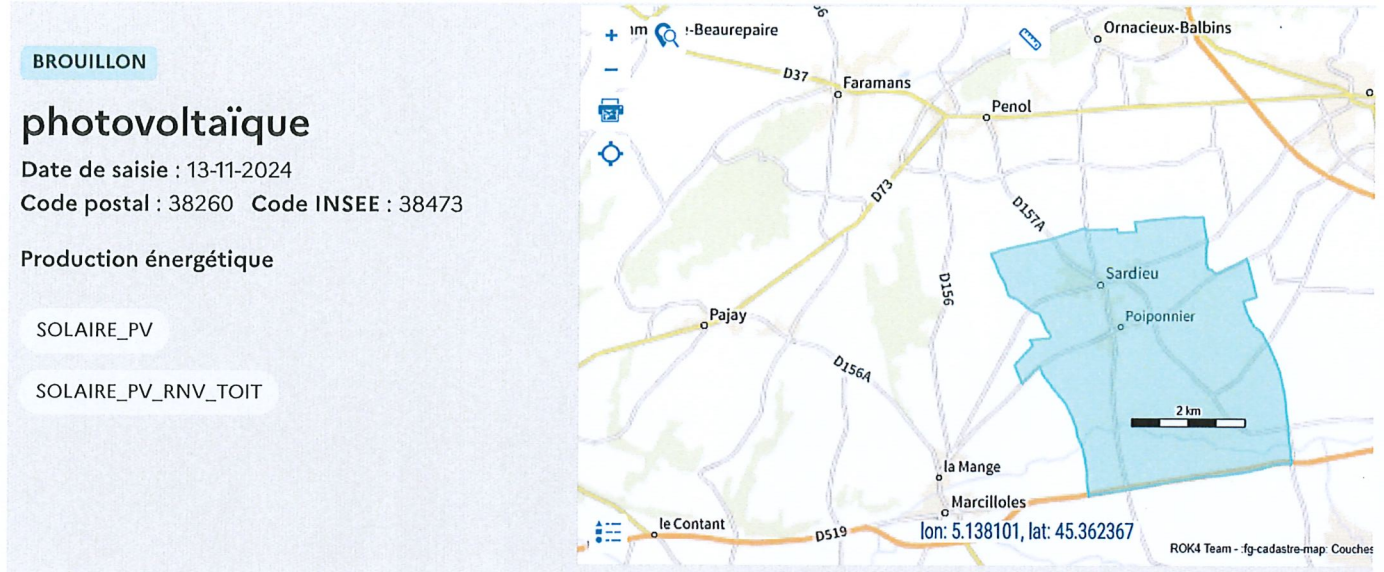 BROUILLON
photovoltaïque
Date de saisie : 13-11-2024
Code postal : 38260 Code INSEE : 38473
Production énergétique
SOLAIRE_PV
SOLAIRE_PV_RNV_TOIT
-Beaurepaire
Ornacieux-Balbins
D37
Faramans
Penol
D73
D157A
Sardieu
D156
Poiponnier
Pajay
D156A
2 km
la Mange
Marcilloles
le Contant
D519
lon: 5.138101, lat: 45.362367
ROK4 Team - :fg-cadastre-map: Couches